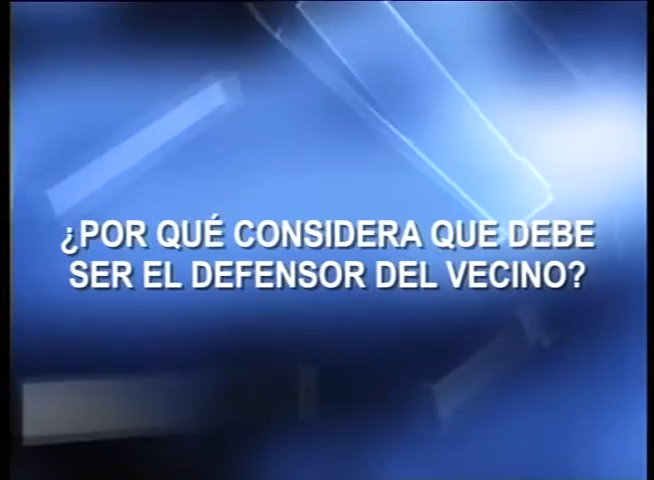 ¿POR QUÉ CONSIDERA QUE DEBE
SER EL DEFENSOR DEL VECINO?